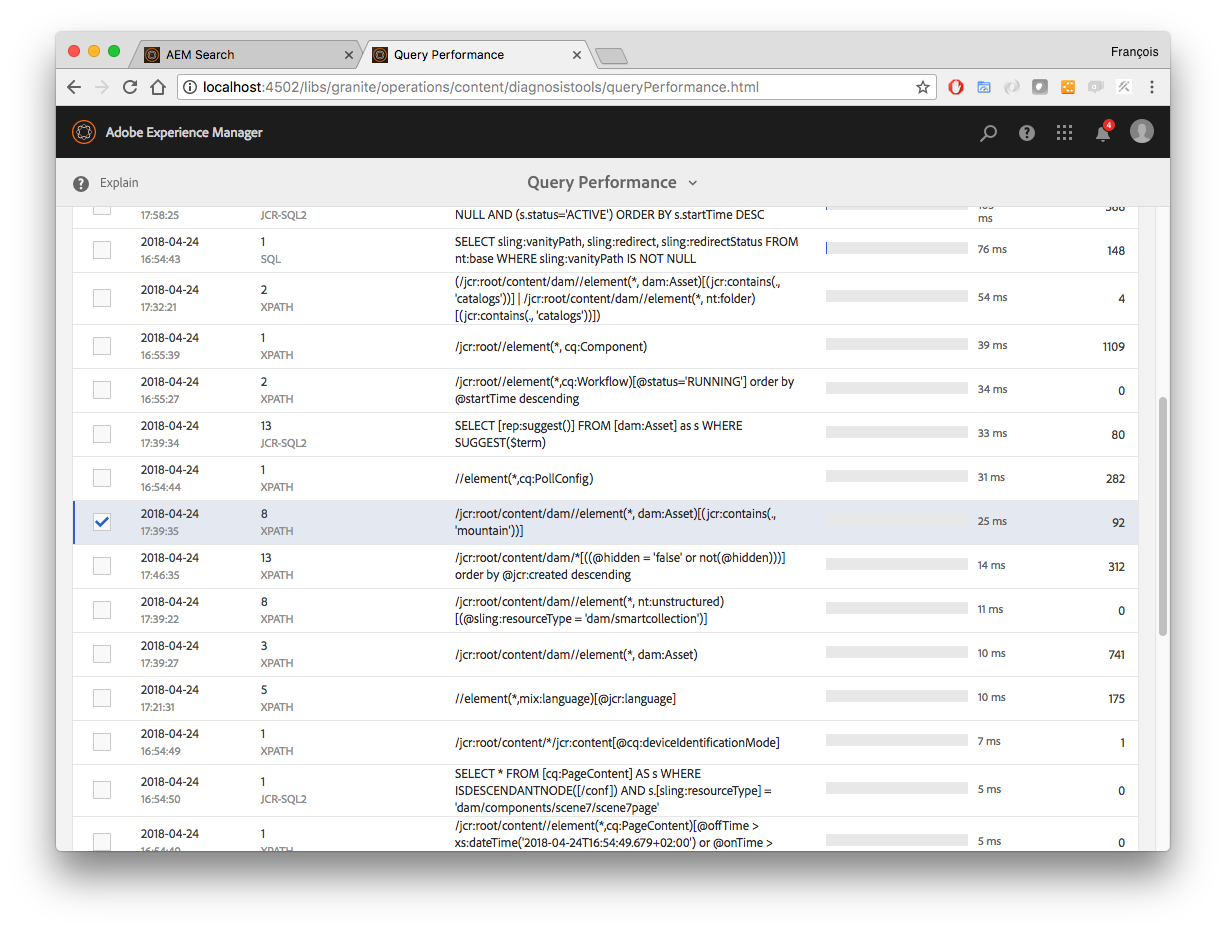 AEM Search
Query Performance
François
localhost:4502/libs/granite/operations/content/diagnosistools/queryPerformance.html
Adobe Experience Manager
4
Explain
Query Performance
17:58:25 JCR-SQL2 NULL AND (s.status='ACTIVE') ORDER BY s.startTime DESC ms
2018-04-24 1 SELECT sling:vanityPath, sling:redirect, sling:redirectStatus FROM 76 ms 148
16:54:43 SQL nt:base WHERE sling:vanityPath IS NOT NULL
(/jcr:root/content/dam//element(*, dam:Asset)[(jcr:contains(.,
2018-04-24 2 'catalogs'))] | /jcr:root/content/dam//element(*, nt:folder) 54 ms 4
17:32:21 XPATH [(jcr:contains(., 'catalogs'))])
2018-04-24 1 /jcr:root//element(*, cq:Component) 39 ms 1109
16:55:39 XPATH
2018-04-24 2 /jcr:root//element(*,cq:Workflow)[@status='RUNNING'] order by 34 ms 0
16:55:27 XPATH @startTime descending
2018-04-24 13 SELECT [rep:suggest()] FROM [dam:Asset] as s WHERE 33 ms 80
17:39:34 JCR-SQL2 SUGGEST($term)
2018-04-24 1 //element(*,cq:PollConfig) 31 ms 282
16:54:44 XPATH
2018-04-24 8 /jcr:root/content/dam//element(*, dam:Asset)[(jcr:contains(., 25 ms 92
17:39:35 XPATH 'mountain'))]
2018-04-24 13 /jcr:root/content/dam/*[((@hidden = 'false' or not(@hidden)))] 14 ms 312
17:46:35 XPATH order by @jcr:created descending
2018-04-24 8 /jcr:root/content/dam//element(*, nt:unstructured) 11 ms 0
17:39:22 XPATH [(@sling:resourceType = 'dam/smartcollection')]
2018-04-24 3 /jcr:root/content/dam//element(*, dam:Asset) 10 ms 741
17:39:27 XPATH
2018-04-24 5 //element(*,mix:language)[@jcr:language] 10 ms 175
17:21:31 XPATH
2018-04-24 1 /jcr:root/content/*/jcr:content[@cq:deviceIdentificationMode] 7 ms 1
16:54:49 XPATH
SELECT * FROM [cq:PageContent] AS s WHERE
2018-04-24 1 ISDESCENDANTNODE([/conf]) AND s.[sling:resourceType] = 5 ms 0
16:54:50 JCR-SQL2 'dam/components/scene7/scene7page'
/jcr:root/content//element(*,cq:PageContent)[@offTime >
2018-04-24 1 xs:dateTime('2018-04-24T16:54:49.679+02:00') or @onTime > 5 ms 0